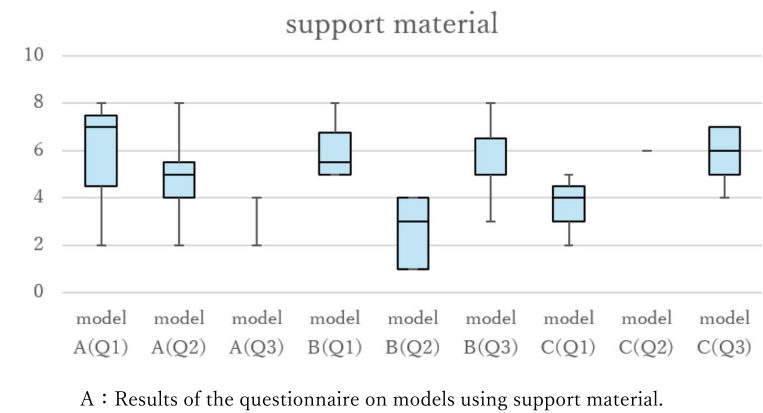 support material
10
8
6
4
2
0
model A(Q1)
model A(Q2)
model A(Q3)
model B(Q1)
model B(Q2)
model B(Q3)
model C(Q1)
model C(Q2)
model C(Q3)
A：Results of the questionnaire on models using support material.